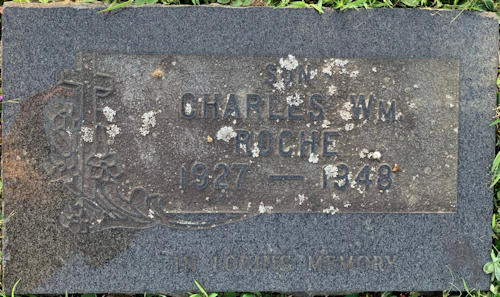 SON
CHARLES WM
ROCHE
1927 — 1948
IN LOVING MEMORY